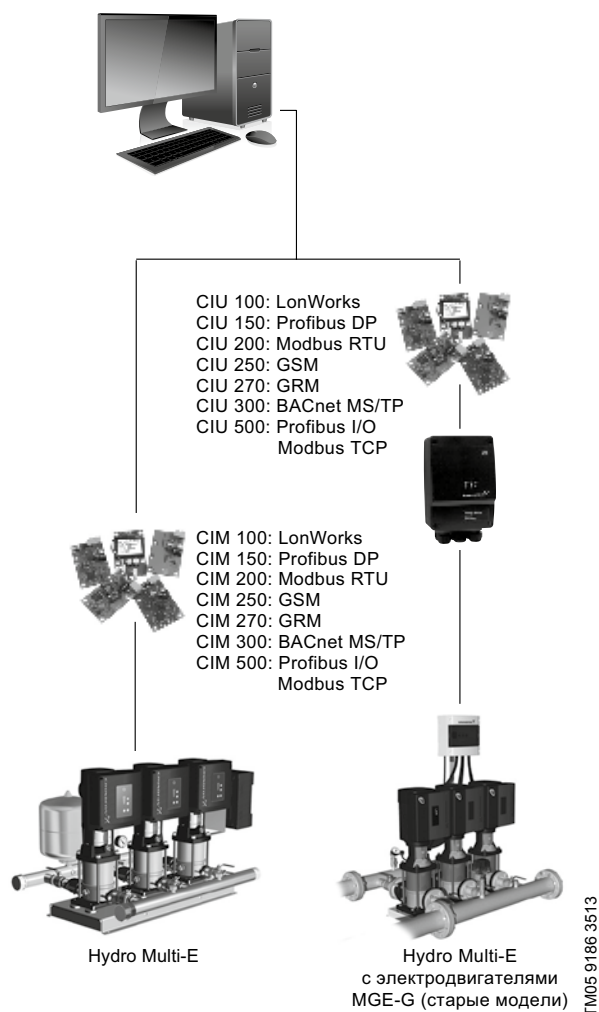 CIU 100: LonWorks
CIU 150: Profibus DP
CIU 200: Modbus RTU
CIU 250: GSM
CIU 270: GRM
CIU 300: BACnet MS/TP
CIU 500: Profibus I/O
Modbus TCP
CIM 100: LonWorks
CIM 150: Profibus DP
CIM 200: Modbus RTU
CIM 250: GSM
CIM 270: GRM
CIM 300: BACnet MS/TP
CIM 500: Profibus I/O
Modbus TCP
Hydro Multi-E
Hydro Multi-E
с электродвигателями
MGE-G (старые модели)
TM05 9186 3513